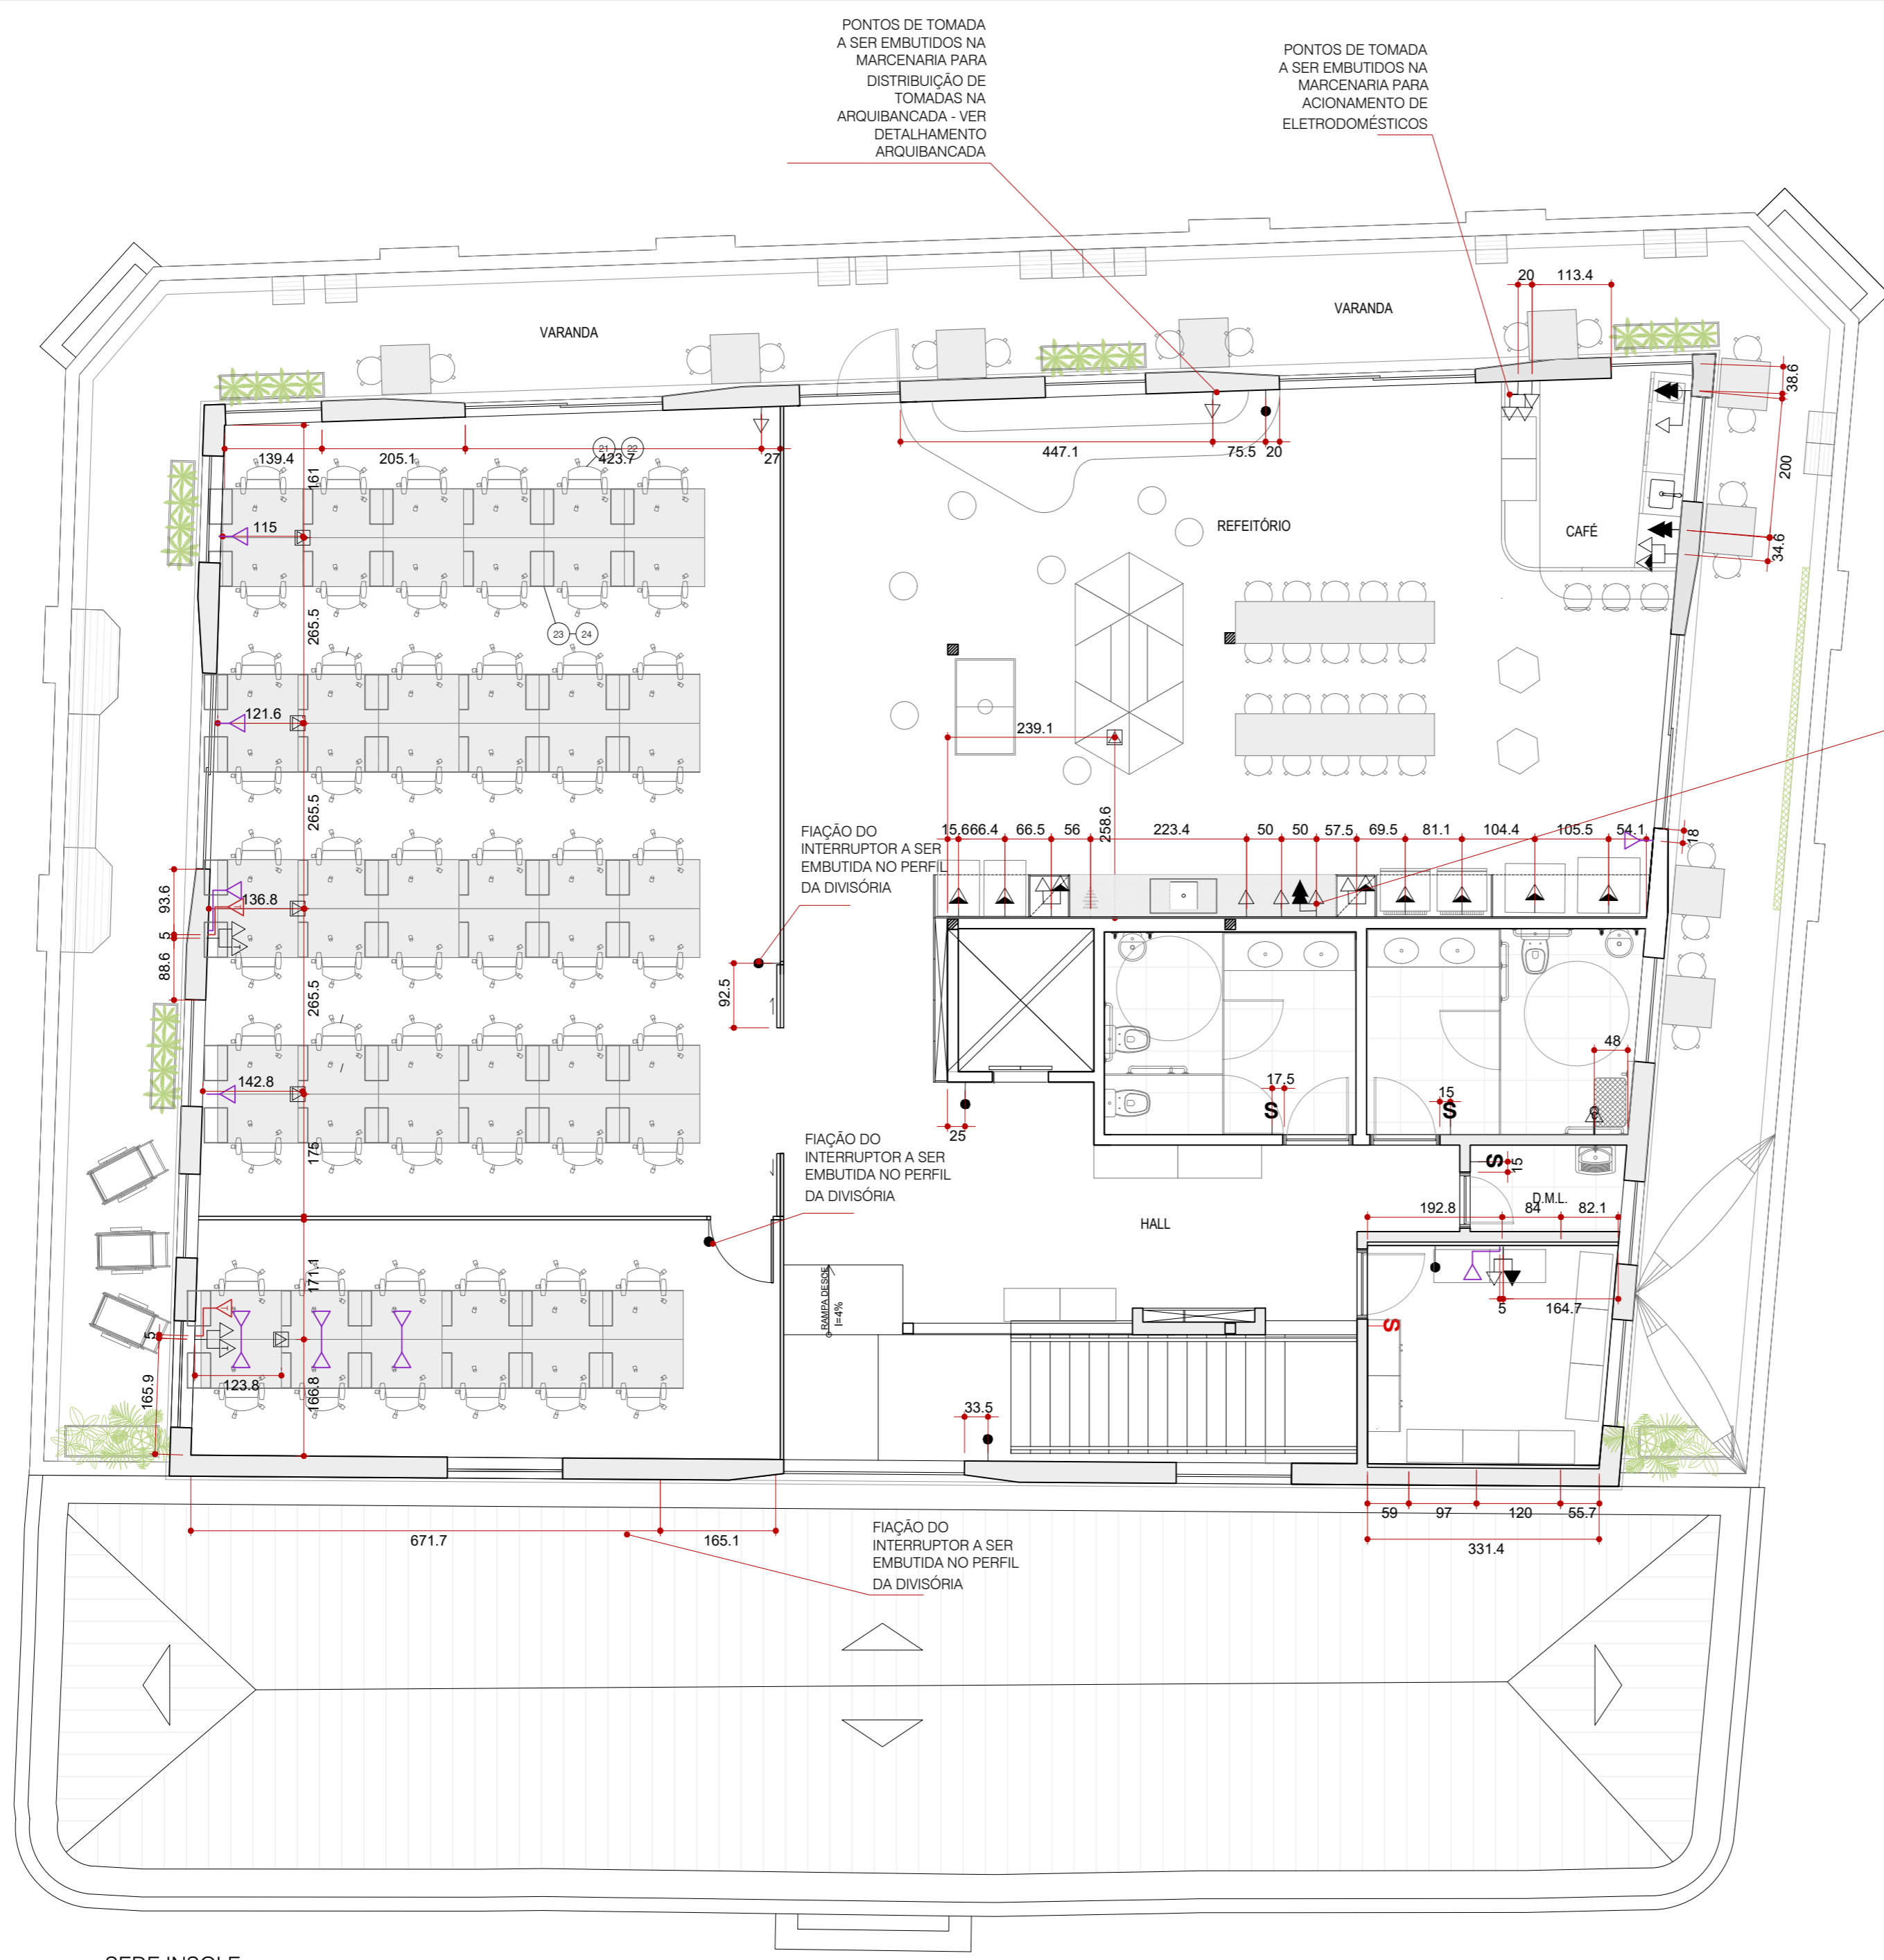 PONTOS DE TOMADA
A SER EMBUTIDOS NA
MARCENARIA PARA
DISTRIBUIÇÃO DE
TOMADAS NA
ARQUIBANCADA - VER
DETALHAMENTO
ARQUIBANCADA
PONTOS DE TOMADA
A SER EMBUTIDOS NA
MARCENARIA PARA
ACIONAMENTO DE
ELETRODOMÉSTICOS
20 113.4
VARANDA
VARANDA
38.6
139.4 205.1 423.7 27
21 22
161
447.1 75.5 20
200
115
REFEITÓRIO
CAFÉ
34.6
265.5
23 24
121.6
239.1
265.5
258.6
15.6 66.4 66.5 56 223.4 50 50 57.5 69.5 81.1 104.4 105.5 54.1
18
FIAÇÃO DO
INTERRUPTOR A SER
EMBUTIDA NO PERFIL
DA DIVISÓRIA
93.6
136.8
5
88.6
265.5
92.5
142.8
48
17.5
S
15
S
25
175
FIAÇÃO DO
INTERRUPTOR A SER
EMBUTIDA NO PERFIL
DA DIVISÓRIA
S
15
D.M.L.
192.8 84 82.1
HALL
171.1
RAMPA DESCE
I=4%
5 164.7
S
5
123.8
166.8
165.9
33.5
59 97 120 55.7
331.4
671.7 165.1
FIAÇÃO DO
INTERRUPTOR A SER
EMBUTIDA NO PERFIL
DA DIVISÓRIA